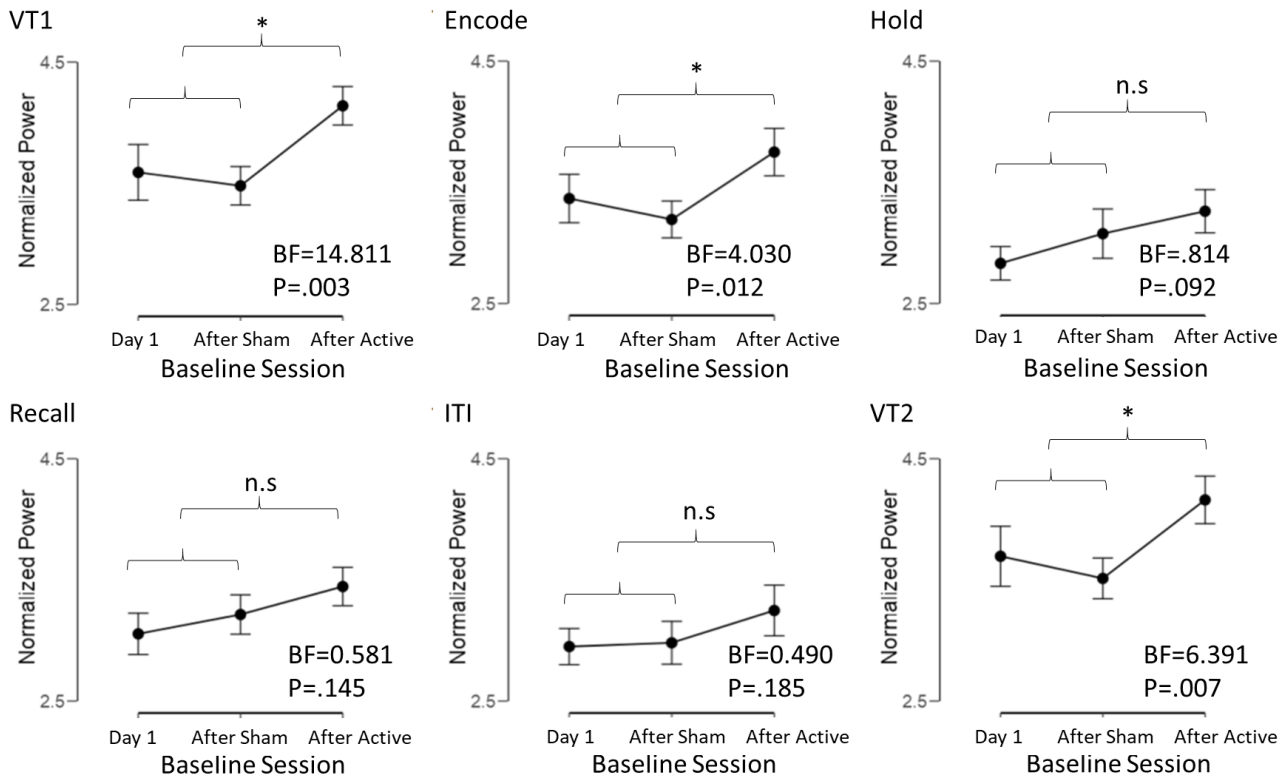 VT1
*
4.5
Normalized Power
BF=14.811
P=.003
2.5
Day 1 After Sham After Active
Baseline Session
Encode
*
4.5
Normalized Power
BF=4.030
P=.012
2.5
Day 1 After Sham After Active
Baseline Session
Hold
4.5
n.s
Normalized Power
BF=.814
P=.092
2.5
Day 1 After Sham After Active
Baseline Session
Recall
4.5
n.s
Normalized Power
BF=0.581
P=.145
2.5
Day 1 After Sham After Active
Baseline Session
ITI
4.5
n.s
Normalized Power
BF=0.490
P=.185
2.5
Day 1 After Sham After Active
Baseline Session
VT2
*
4.5
Normalized Power
BF=6.391
P=.007
2.5
Day 1 After Sham After Active
Baseline Session